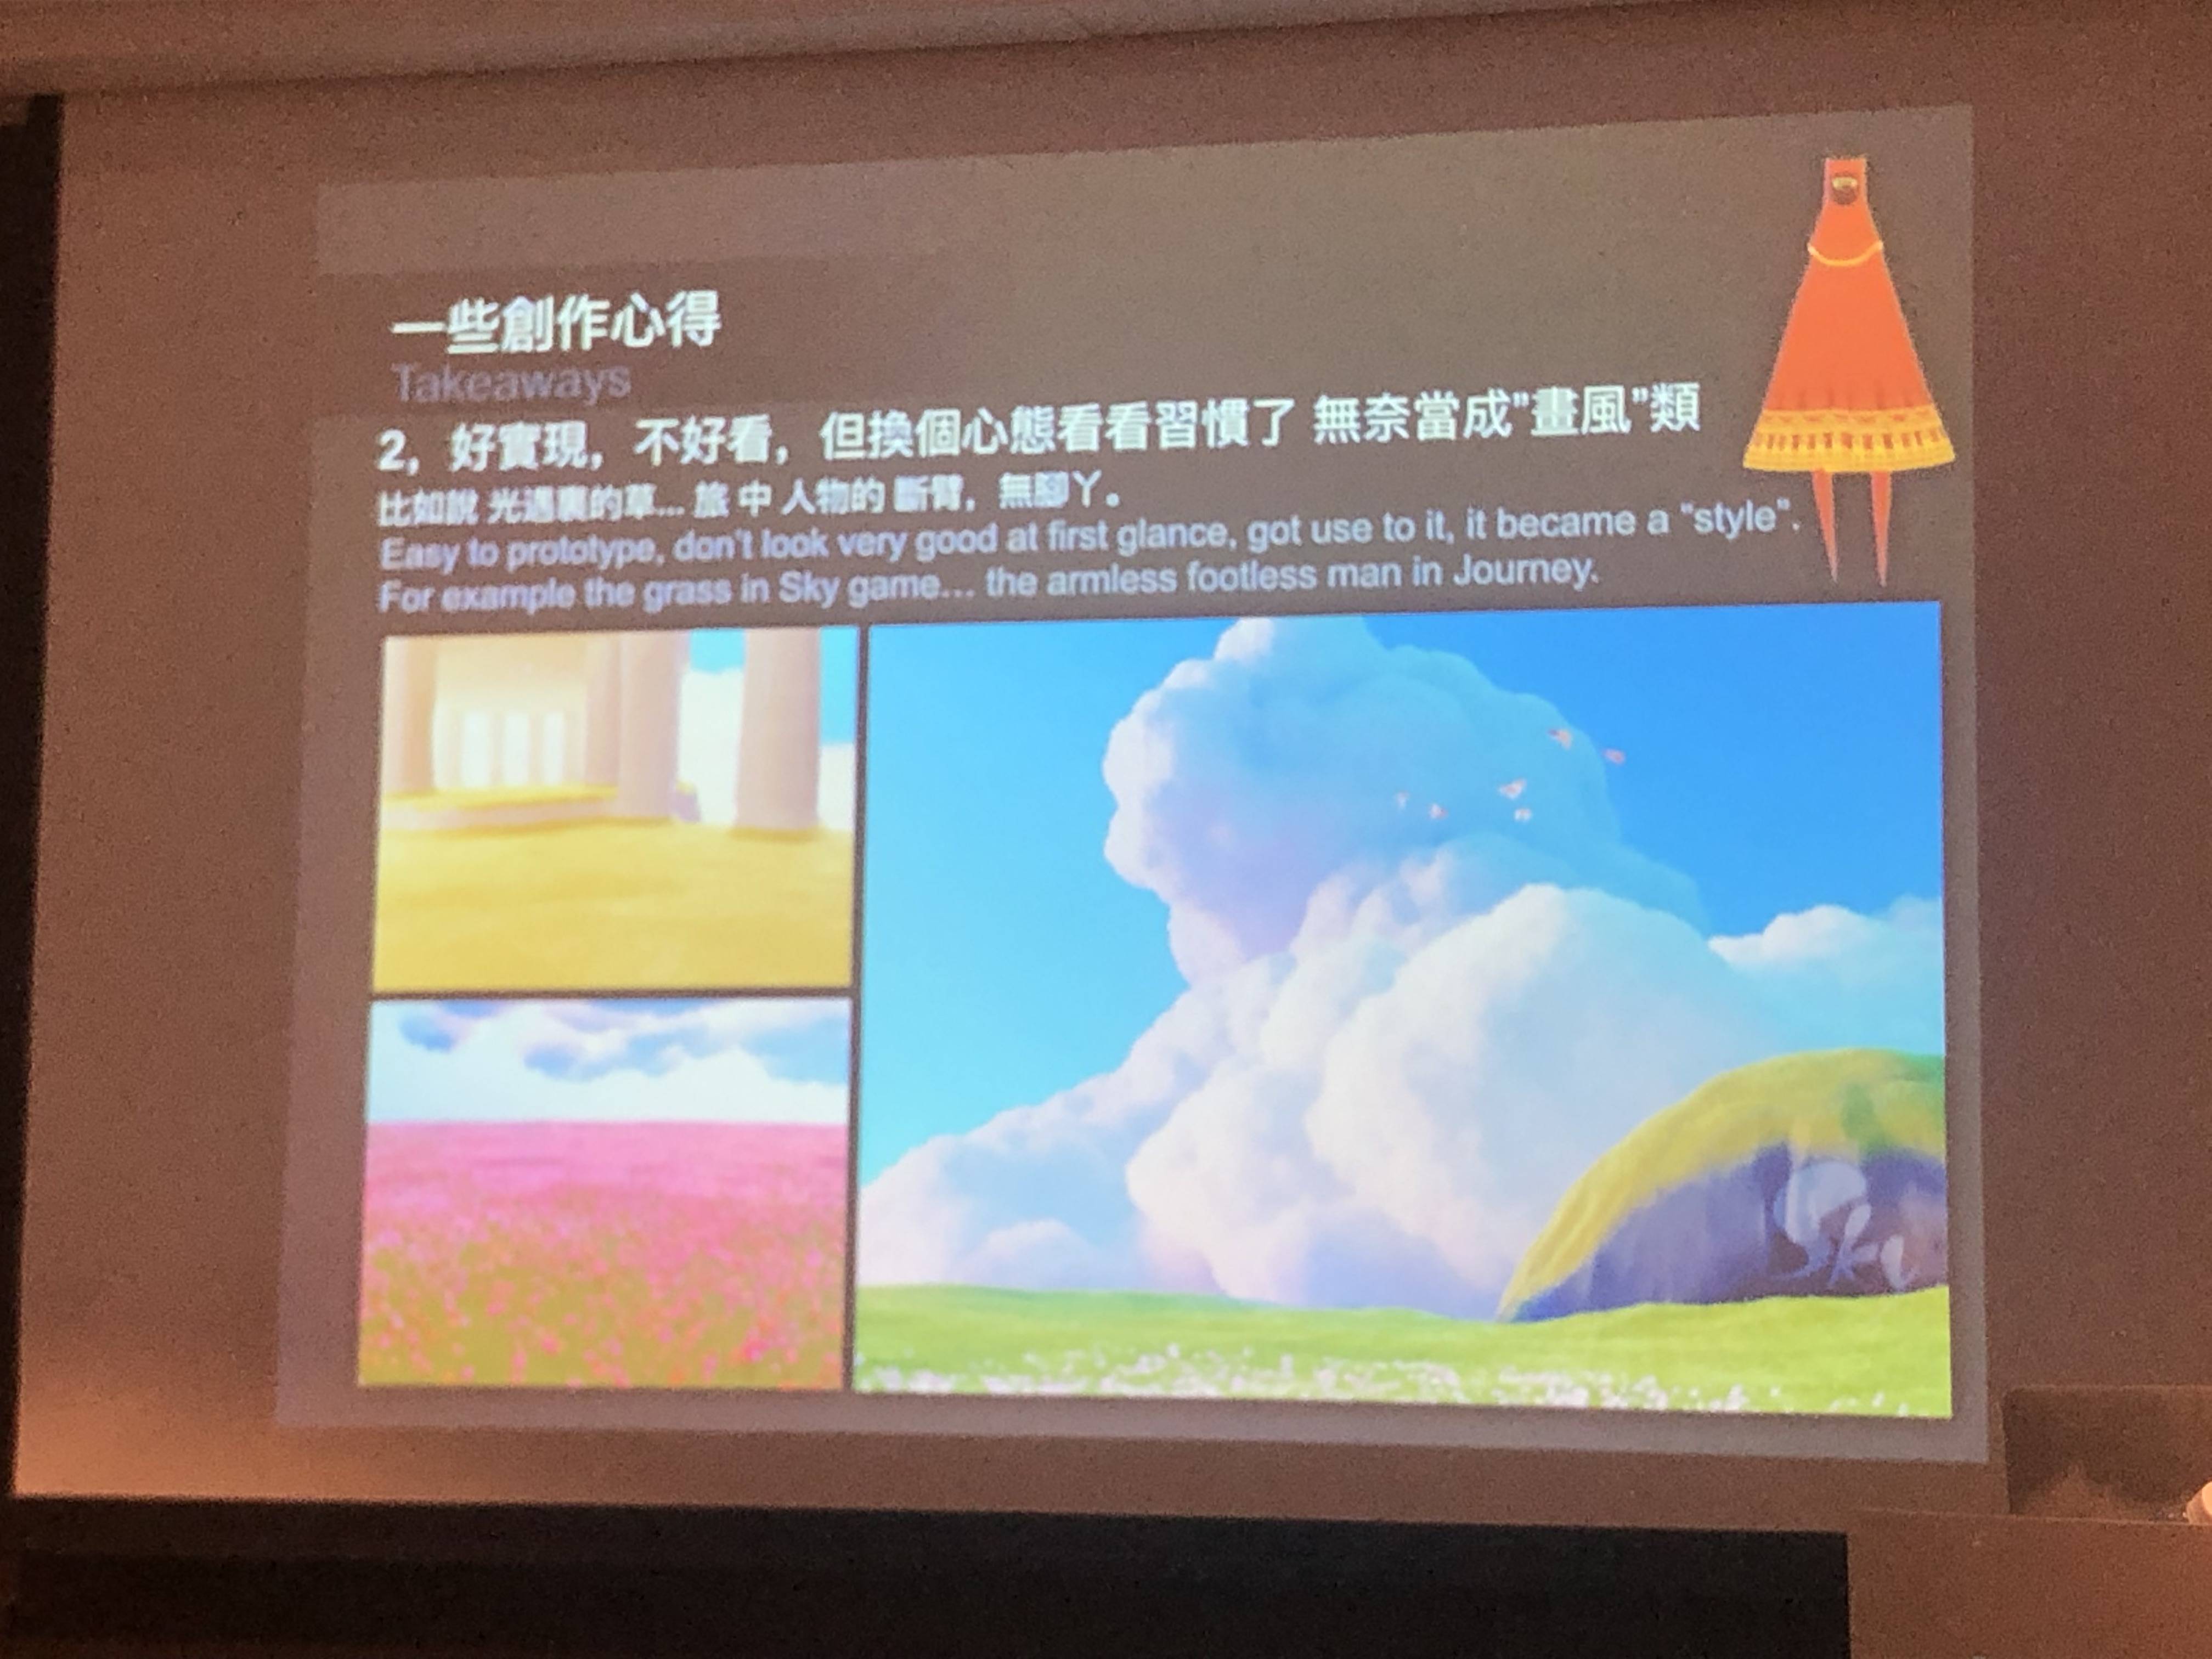 一些創作心得
Takeaways
2，好實現，不好看，但換個心態看看習慣了 無奈當成"畫風"類
比如說 光遇裏的草... 旅 中 人物的 斷臂，無腳丫。
Easy to prototype, don't look very good at first glance, got use to it, it became a "style".
For example the grass in Sky game... the armless footless man in Journey.
Sky